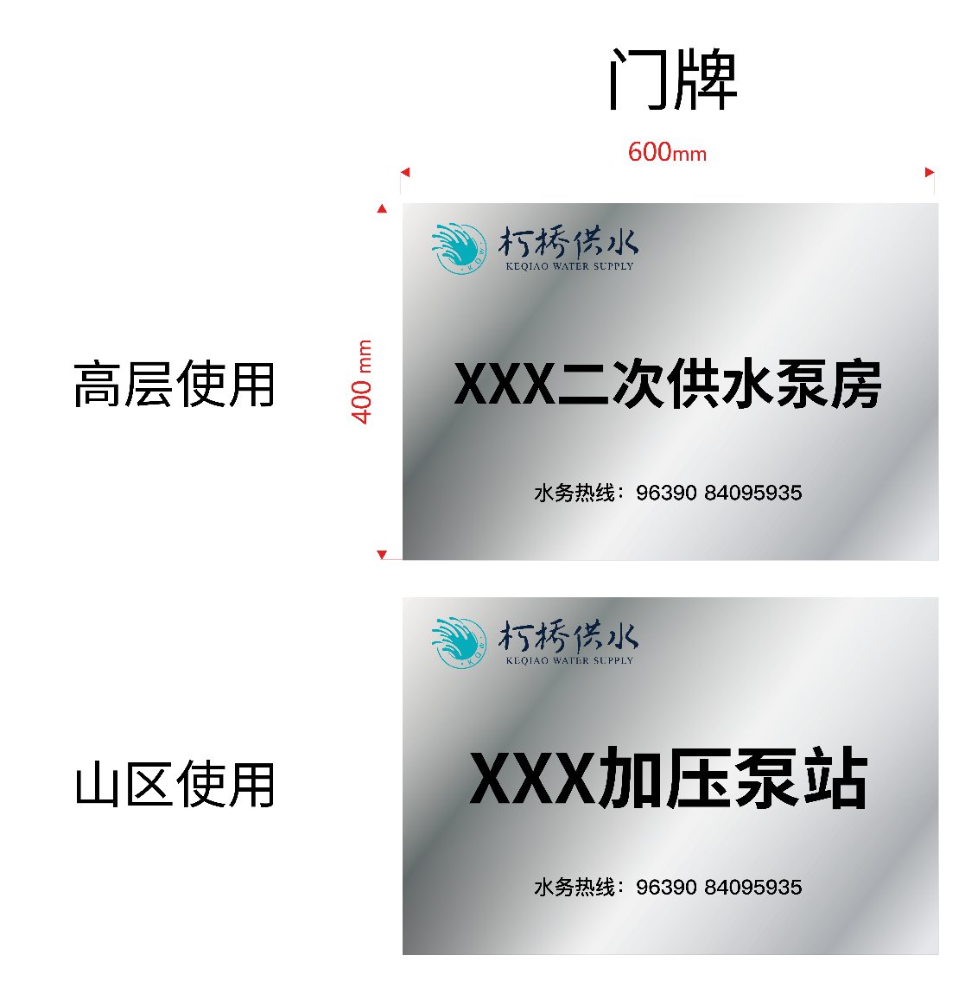 门牌
600mm
柯桥供水
KEQIAO WATER SUPPLY
KQW
400 mm
高层使用
XXX二次供水泵房
水务热线：96390 84095935
柯桥供水
KEQIAO WATER SUPPLY
KQW
山区使用
XXX加压泵站
水务热线：96390 84095935